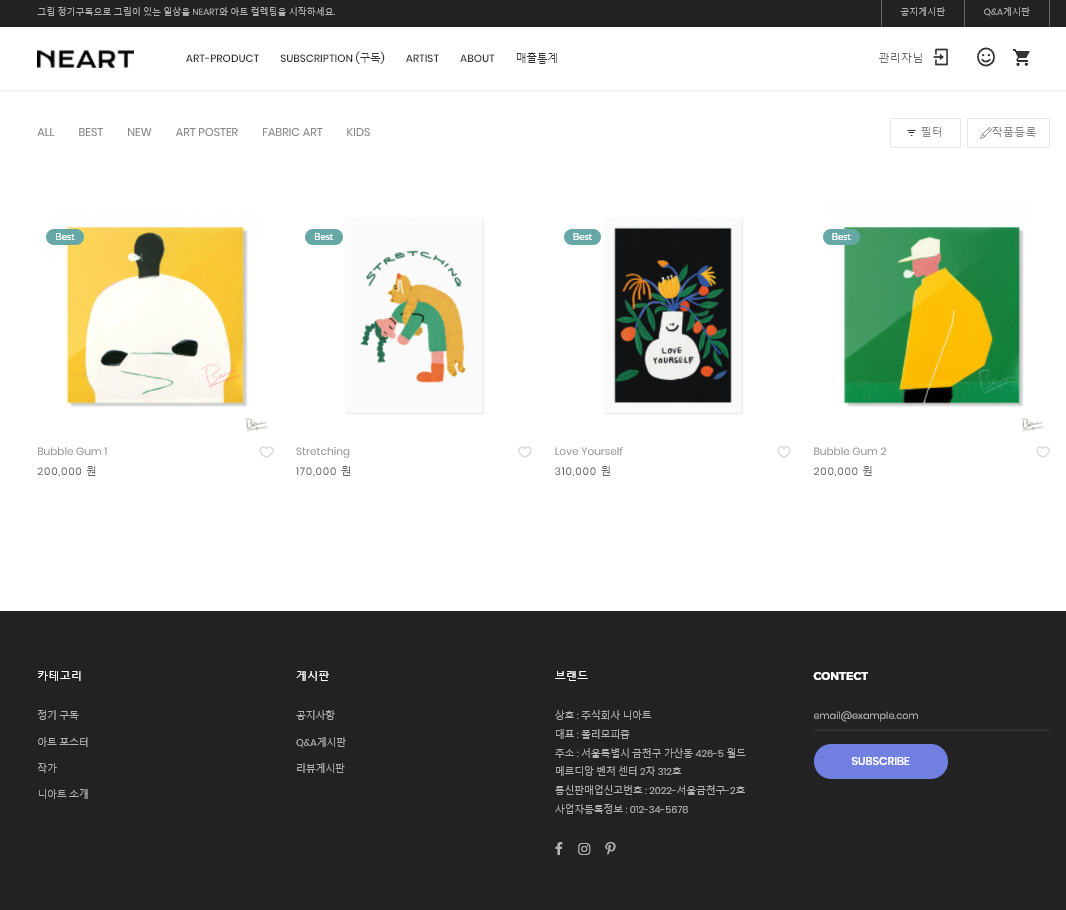 그림 정기구독으로 그림이 있는 일상을 NEART와 아트 컬렉팅을 시작하세요.
공지게시판
Q&A게시판
NEART
ART-PRODUCT
SUBSCRIPTION (구독)
ARTIST
ABOUT
매출통계
관리자님
ALL
BEST
NEW
ART POSTER
FABRIC ART
KIDS
필터
작품등록
Best
Best
STRETCHING
Best
LOVE
YOURSELF
Best
Bubble Gum 1
200,000 원
Stretching
170,000 원
Love Yourself
310,000 원
Bubble Gum 2
200,000 원
카테고리
정기 구독
아트 포스터
작가
니아트 소개
게시판
공지사항
Q&A게시판
리뷰게시판
브랜드
상호 : 주식회사 니아트
대표 : 폴리모피즘
주소 : 서울특별시 금천구 가산동 426-5 월드
메르디앙 벤처 센터 2차 312호
통신판매업신고번호 : 2022-서울금천구-2호
사업자등록정보 : 012-34-5678
CONTECT
email@example.com
SUBSCRIBE